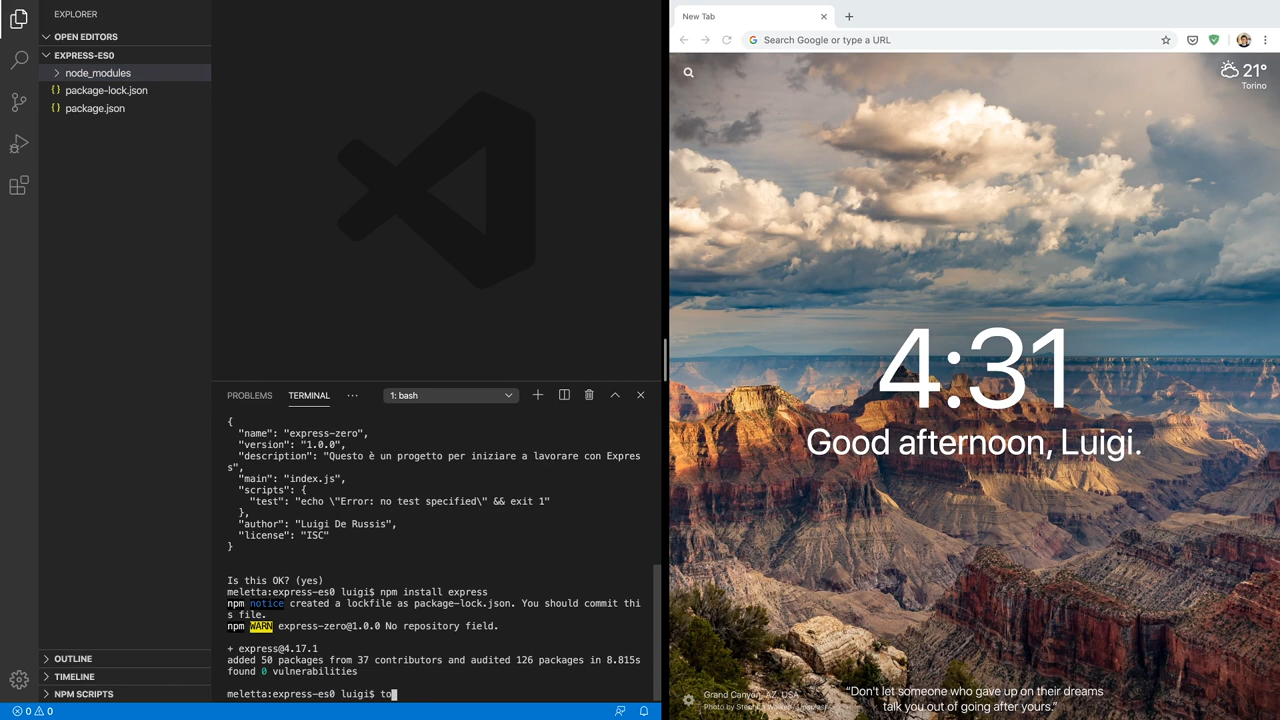 EXPLORER
OPEN EDITORS
EXPRESS-ES0
node_modules
{} package-lock.json
{} package.json
OUTLINE
TIMELINE
NPM SCRIPTS
0 0
PROBLEMS TERMINAL ... 1: bash
{
"name": "express-zero",
"version": "1.0.0",
"description": "Questo è un progetto per iniziare a lavorare con Expres
s",
"main": "index.js",
"scripts": {
"test": "echo \"Error: no test specified\" && exit 1"
},
"author": "Luigi De Russis",
"license": "ISC"
}
Is this OK? (yes)
meletta:express-es0 luigi$ npm install express
npm notice created a lockfile as package-lock.json. You should commit thi
s file.
npm WARN express-zero@1.0.0 No repository field.
+ express@4.17.1
added 50 packages from 37 contributors and audited 126 packages in 8.815s
found 0 vulnerabilities
meletta:express-es0 luigi$ to
New Tab
Search Google or type a URL
21°
Torino
4:31
Good afternoon, Luigi.
Grand Canyon, AZ, USA
“Don't let someone who gave up on their dreams
talk you out of going after yours.”